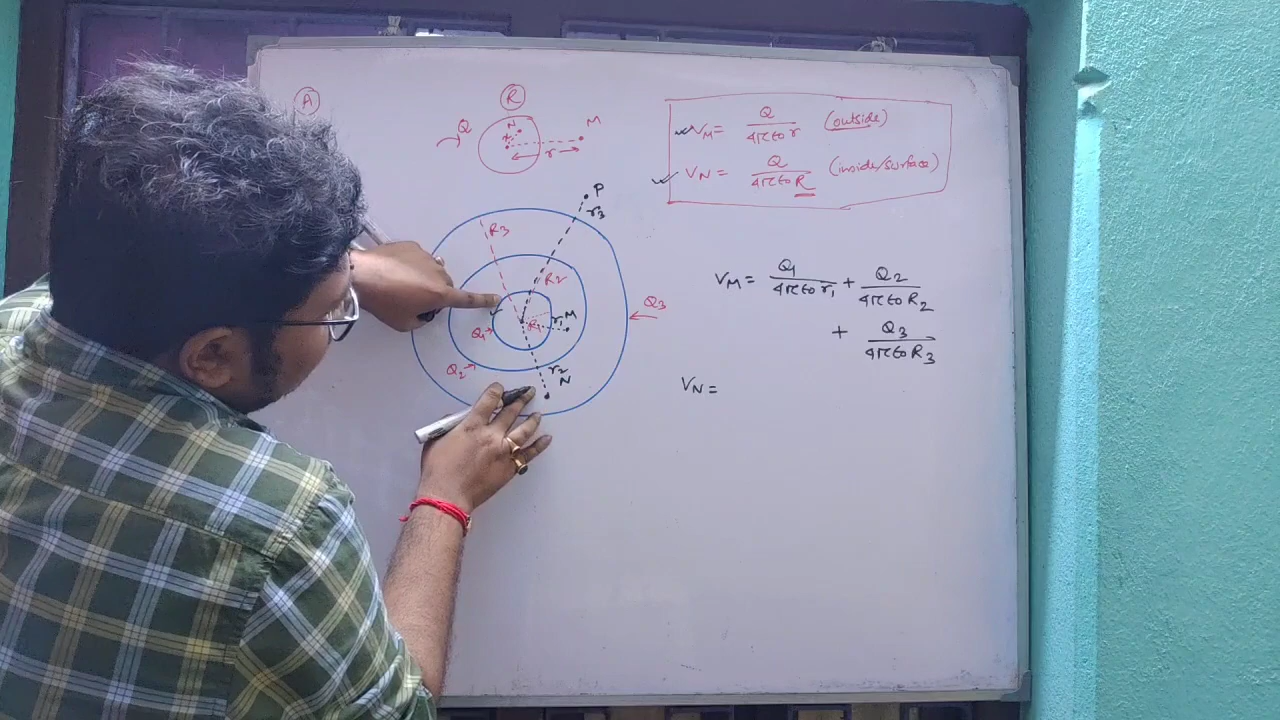 A
R
Q
N
r
M
r
V_M = Q/4πε0r (outside)
V_N = Q/4πε0R (inside/surface)
P
r3
R3
R2
Q3
r1 M
R1
Q1
Q2
r2
N
V_M = Q1/4πε0r1 + Q2/4πε0R2
+ Q3/4πε0R3
V_N =